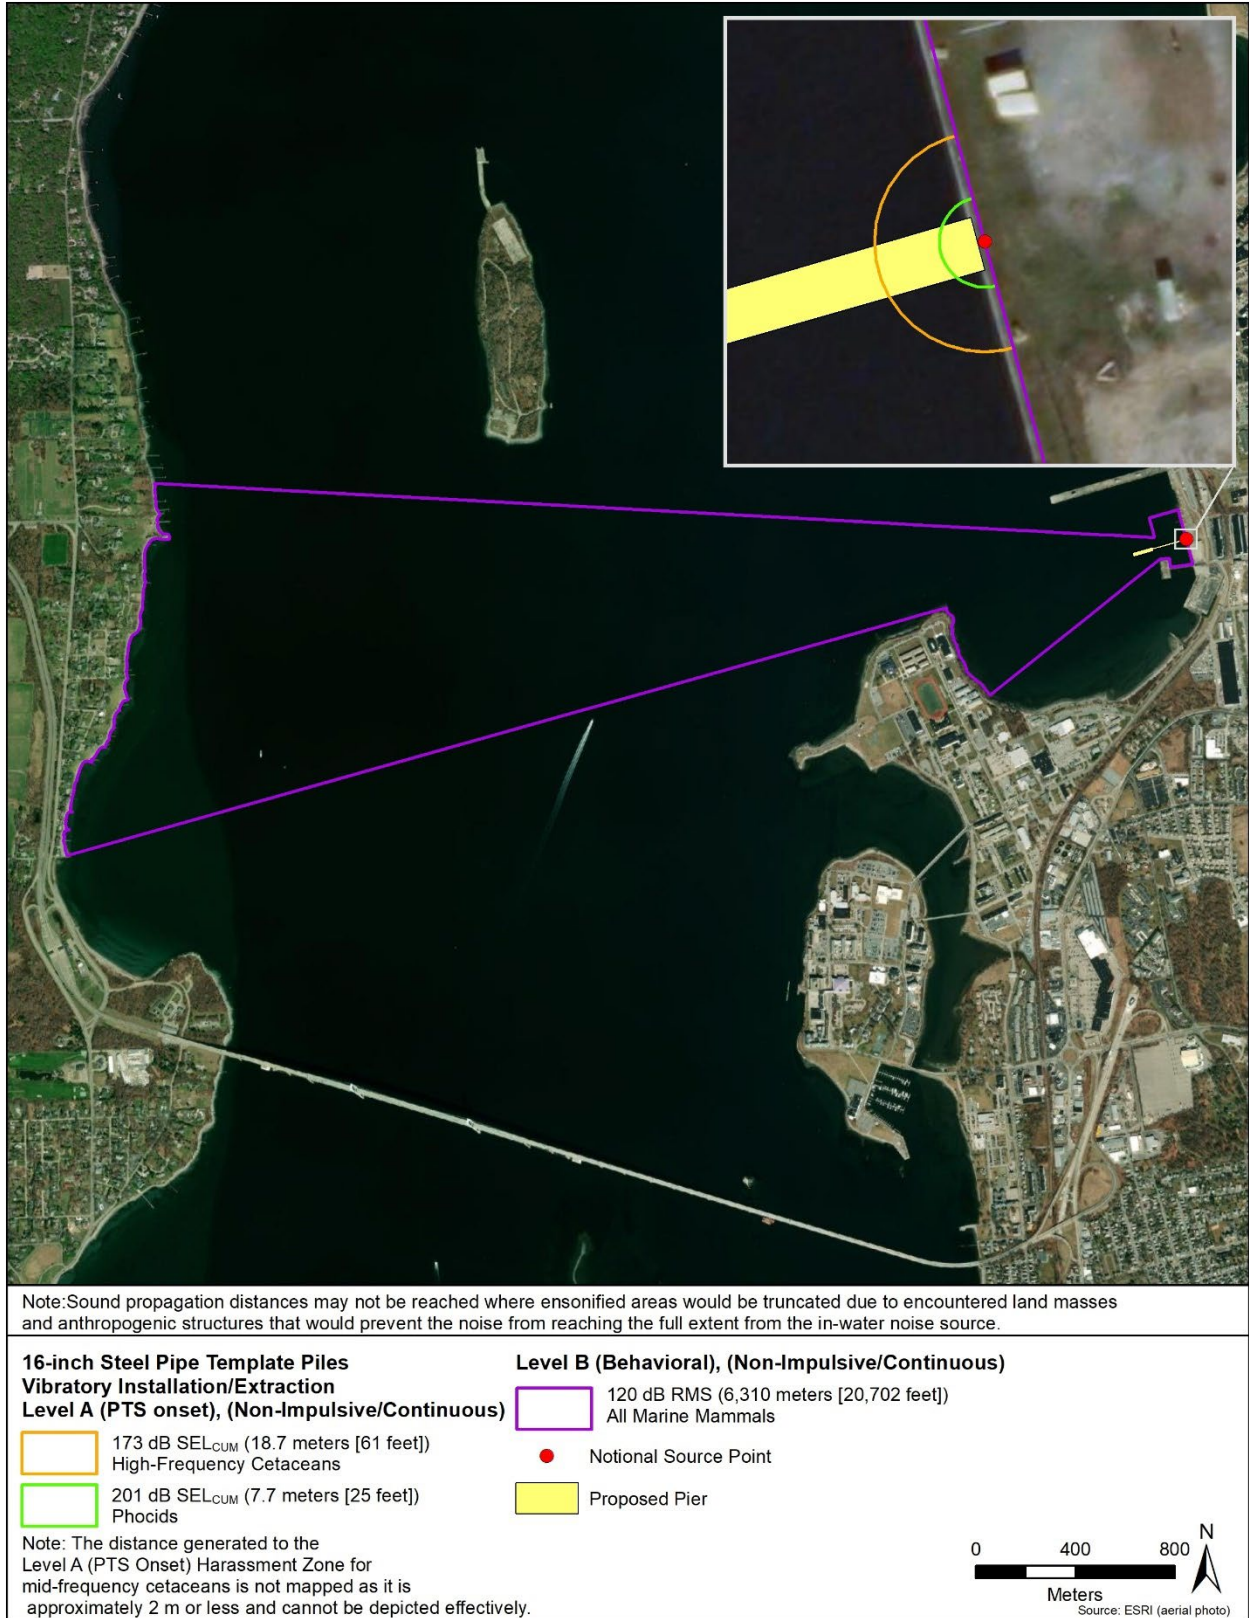 Note:Sound propagation distances may not be reached where ensonified areas would be truncated due to encountered land masses
and anthropogenic structures that would prevent the noise from reaching the full extent from the in-water noise source.
16-inch Steel Pipe Template Piles
Vibratory Installation/Extraction
Level A (PTS onset), (Non-Impulsive/Continuous)
173 dB SELCUM (18.7 meters [61 feet])
High-Frequency Cetaceans
201 dB SELCUM (7.7 meters [25 feet])
Phocids
Note: The distance generated to the
Level A (PTS Onset) Harassment Zone for
mid-frequency cetaceans is not mapped as it is
approximately 2 m or less and cannot be depicted effectively.
Level B (Behavioral), (Non-Impulsive/Continuous)
120 dB RMS (6,310 meters [20,702 feet])
All Marine Mammals
Notional Source Point
Proposed Pier
0 400 800
Meters
N
Source: ESRI (aerial photo)